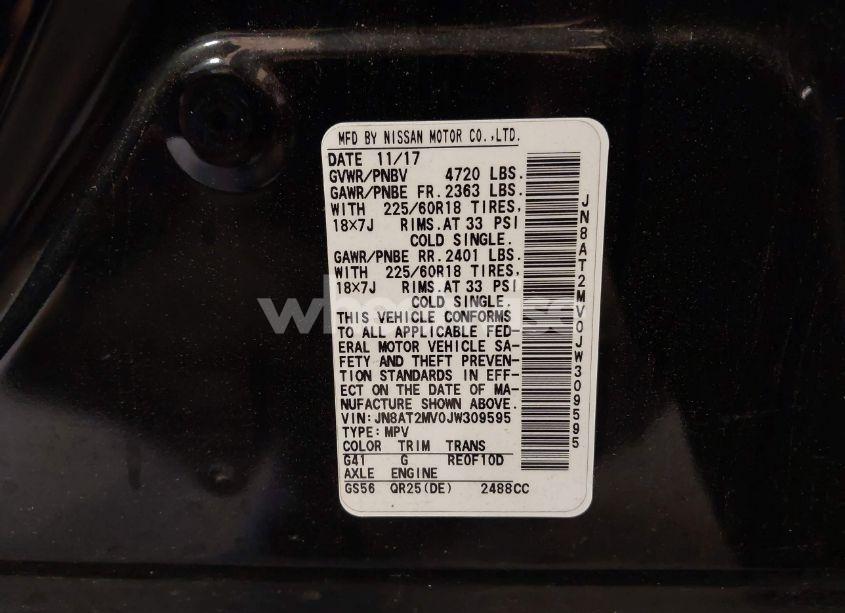 MFD BY NISSAN MOTOR CO.,LTD.
DATE 11/17
GVWR/PNBV 4720 LBS.
GAWR/PNBE FR. 2363 LBS.
WITH 225/60R18 TIRES,
18×7J RIMS.AT 33 PSI
COLD SINGLE.
GAWR/PNBE RR. 2401 LBS.
WITH 225/60R18 TIRES,
18×7J RIMS.AT 33 PSI
COLD SINGLE.
THIS VEHICLE CONFORMS
TO ALL APPLICABLE FED-
ERAL MOTOR VEHICLE SA-
FETY AND THEFT PREVEN-
TION STANDARDS IN EFF-
ECT ON THE DATE OF MA-
NUFACTURE SHOWN ABOVE.
VIN:JN8AT2MV0JW309595
TYPE:MPV
COLOR TRIM TRANS
G41 G RE0F10D
AXLE ENGINE
GS56 QR25(DE) 2488CC
JN8AT2MV0JW309595